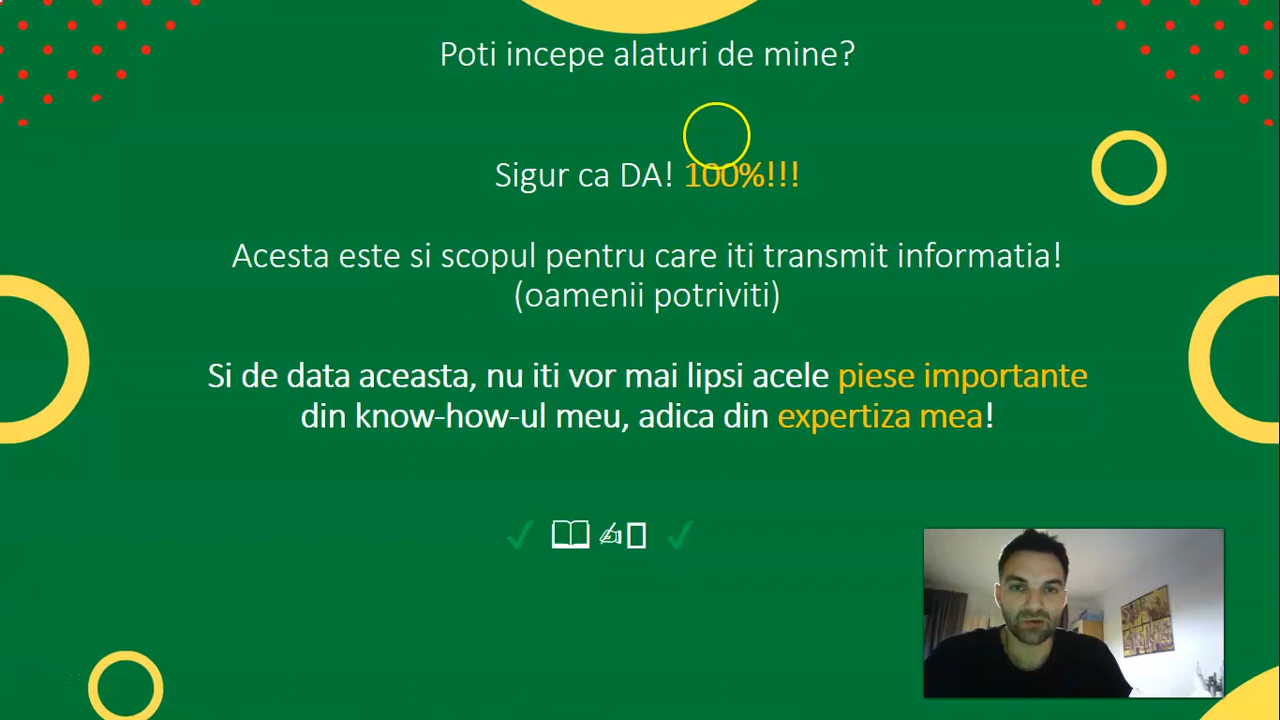 Poti incepe alaturi de mine?
Sigur ca DA! 100%!!!
Acesta este si scopul pentru care iti transmit informatia!
(oamenii potriviti)
Si de data aceasta, nu iti vor mai lipsi acele piese importante
din know-how-ul meu, adica din expertiza mea!